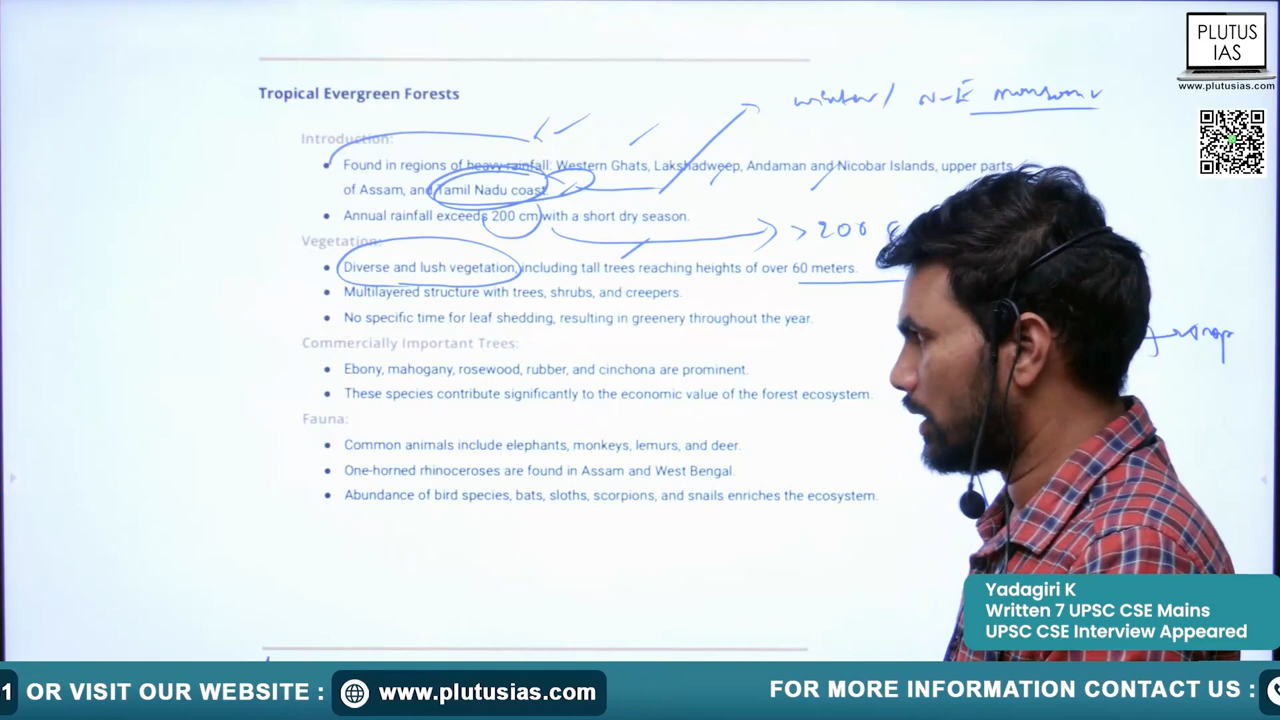 PLUTUS
IAS
www.plutusias.com
Tropical Evergreen Forests
winter/ N-E monsoon
Introduction:
• Found in regions of heavy rainfall: Western Ghats, Lakshadweep, Andaman and Nicobar Islands, upper parts
of Assam, and Tamil Nadu coast.
• Annual rainfall exceeds 200 cm with a short dry season.
> 200
Vegetation:
• Diverse and lush vegetation, including tall trees reaching heights of over 60 meters.
• Multilayered structure with trees, shrubs, and creepers.
• No specific time for leaf shedding, resulting in greenery throughout the year.
Commercially Important Trees:
• Ebony, mahogany, rosewood, rubber, and cinchona are prominent.
• These species contribute significantly to the economic value of the forest ecosystem.
Fauna:
• Common animals include elephants, monkeys, lemurs, and deer.
• One-horned rhinoceroses are found in Assam and West Bengal.
• Abundance of bird species, bats, sloths, scorpions, and snails enriches the ecosystem.
Yadagiri K
Written 7 UPSC CSE Mains
UPSC CSE Interview Appeared
1 OR VISIT OUR WEBSITE : www.plutusias.com FOR MORE INFORMATION CONTACT US :